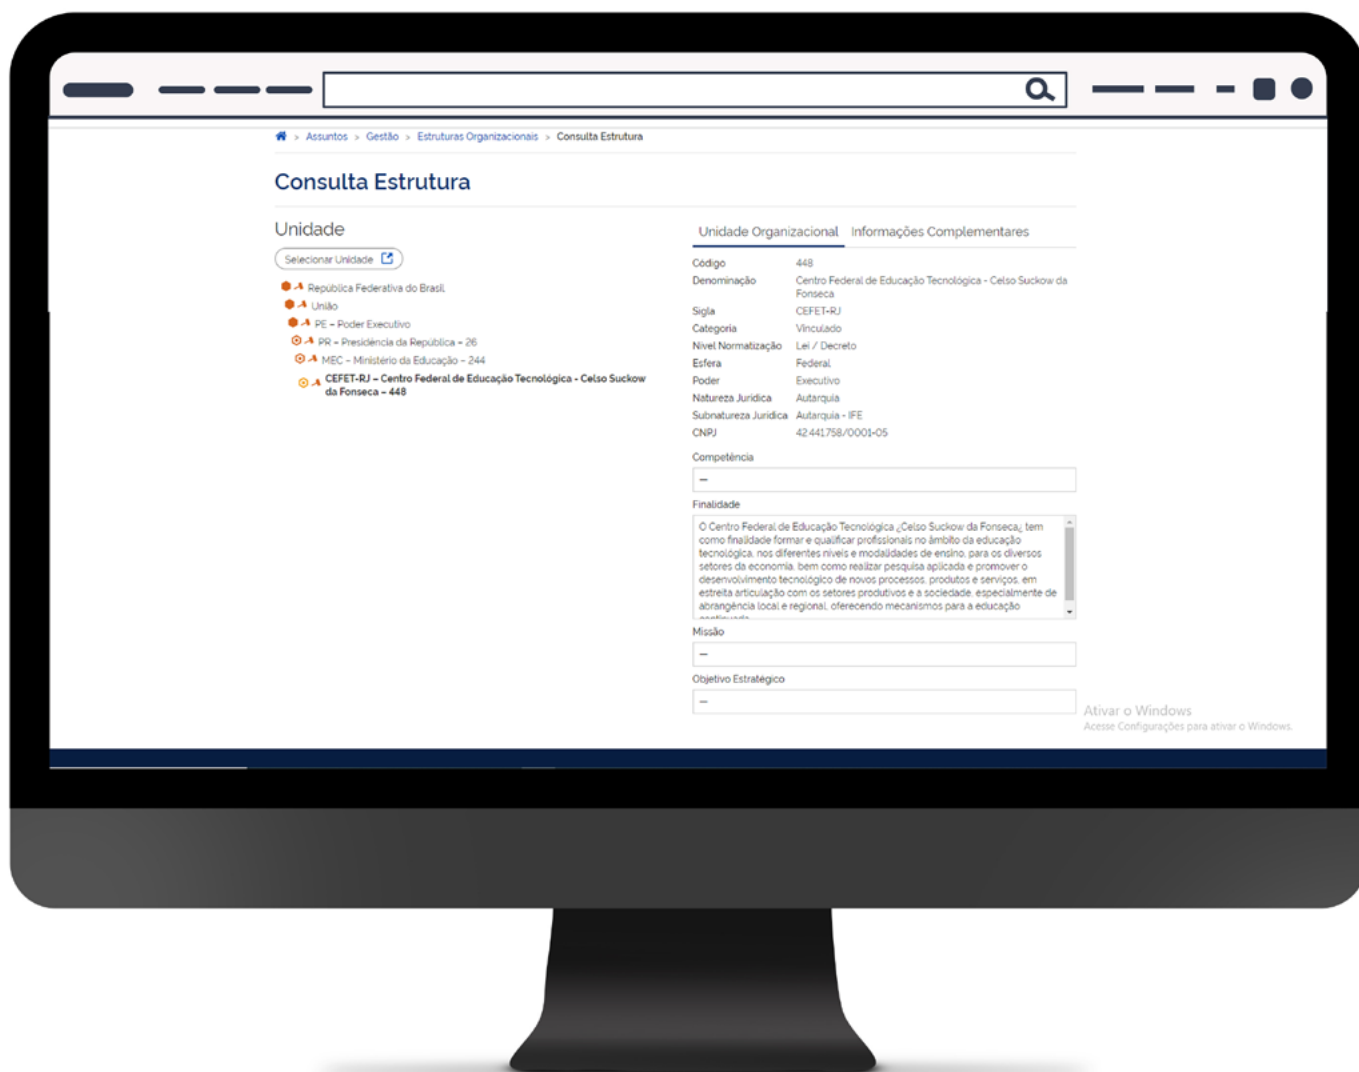 > Assuntos > Gestão > Estruturas Organizacionais > Consulta Estrutura
Consulta Estrutura
Unidade
Selecionar Unidade
República Federativa do Brasil
União
PE – Poder Executivo
PR – Presidência da República – 26
MEC – Ministério da Educação – 244
CEFET-RJ – Centro Federal de Educação Tecnológica - Celso Suckow
da Fonseca – 448
Unidade Organizacional Informações Complementares
Código 448
Denominação Centro Federal de Educação Tecnológica - Celso Suckow da
Fonseca
Sigla CEFET-RJ
Categoria Vinculado
Nível Normatização Lei / Decreto
Esfera Federal
Poder Executivo
Natureza Jurídica Autarquia
Subnatureza Jurídica Autarquia - IFE
CNPJ 42.441.758/0001-05
Competência
—
Finalidade
O Centro Federal de Educação Tecnológica ¿Celso Suckow da Fonseca¿ tem
como finalidade formar e qualificar profissionais no âmbito da educação
tecnológica, nos diferentes níveis e modalidades de ensino, para os diversos
setores da economia, bem como realizar pesquisa aplicada e promover o
desenvolvimento tecnológico de novos processos, produtos e serviços, em
estreita articulação com os setores produtivos e a sociedade, especialmente de
abrangência local e regional, oferecendo mecanismos para a educação
continuada
Missão
—
Objetivo Estratégico
—
Ativar o Windows
Acesse Configurações para ativar o Windows.